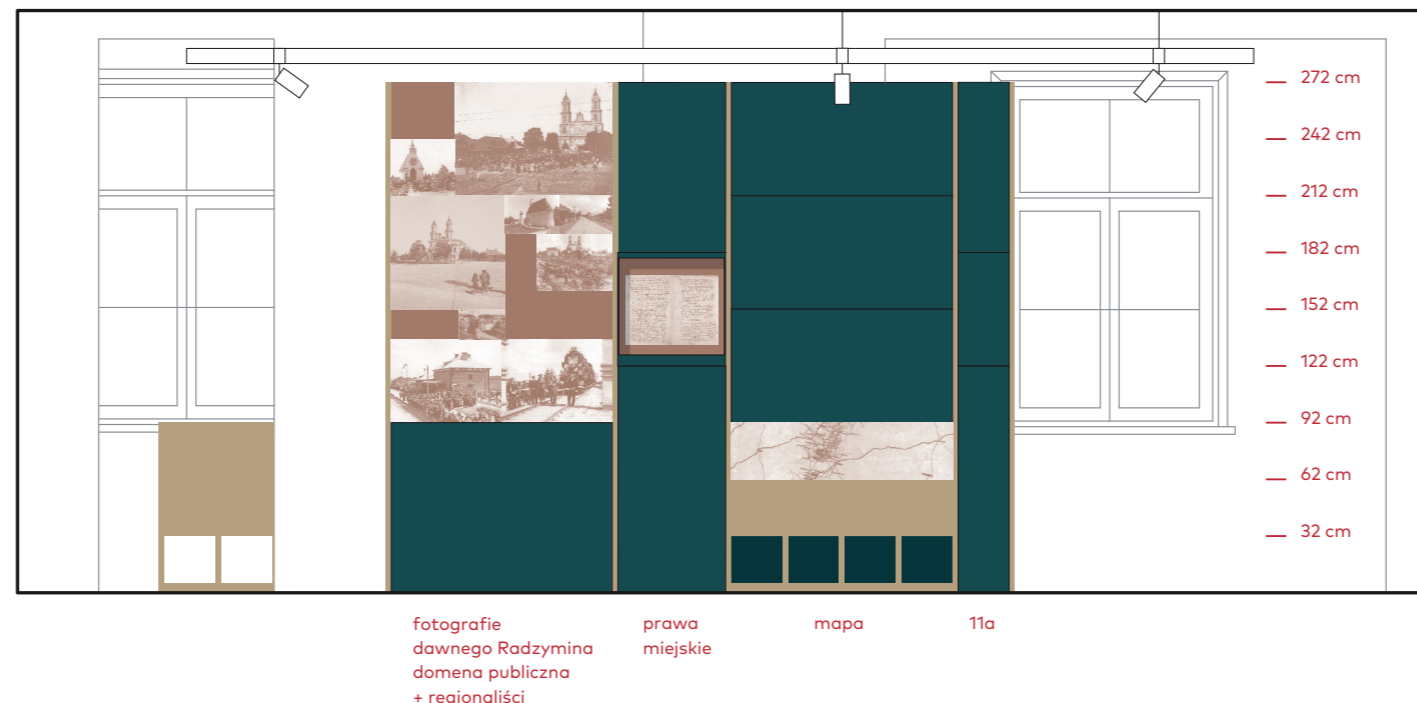 272 cm
242 cm
212 cm
182 cm
152 cm
122 cm
92 cm
62 cm
32 cm
fotografie
dawnego Radzymina
domena publiczna
+ regionaliści
prawa
miejskie
mapa
11a